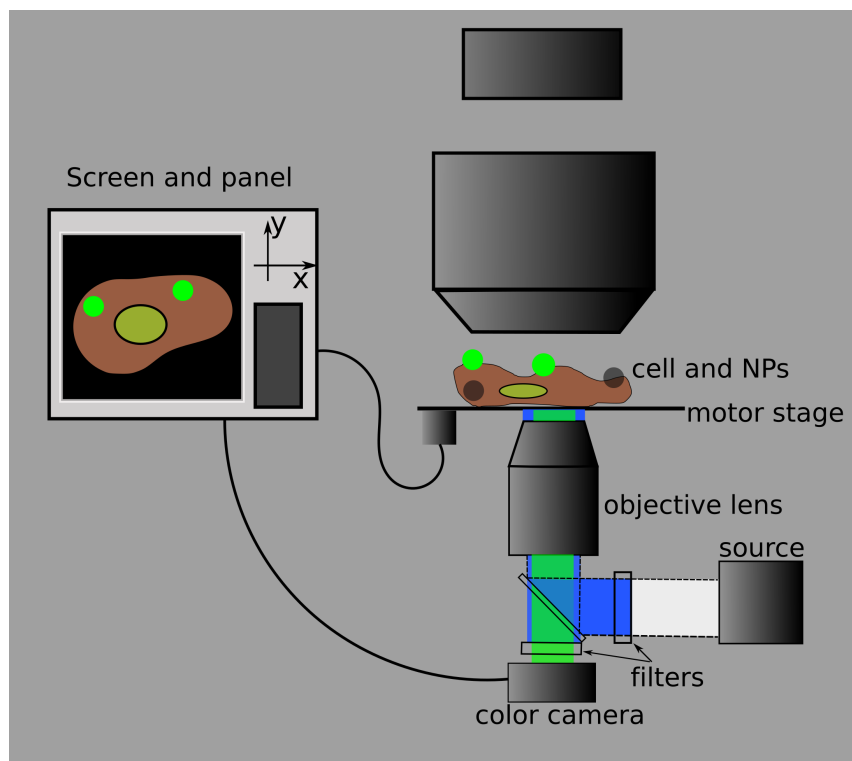 Screen and panel
y
x
cell and NPs
motor stage
objective lens
source
filters
color camera